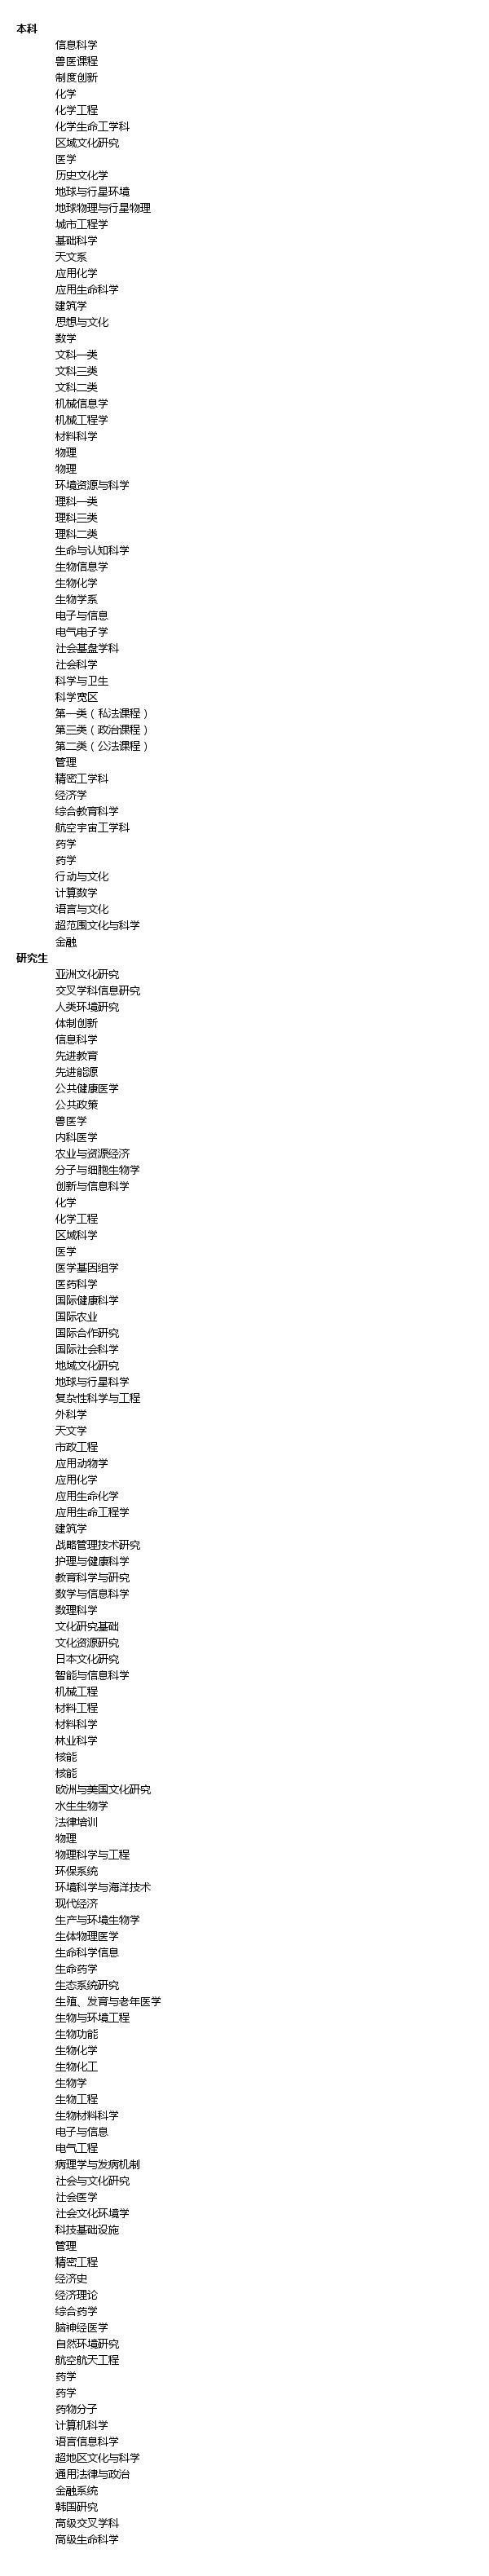 本科
信息科学
兽医课程
制度创新
化学
化学工程
化学生命工学科
区域文化研究
医学
历史文化学
地球与行星环境
地球物理与行星物理
城市工程学
基础科学
天文系
应用化学
应用生命科学
建筑学
思想与文化
数学
文科一类
文科三类
文科二类
机械信息学
机械工程学
材料科学
物理
物理
环境资源与科学
理科一类
理科三类
理科二类
生命与认知科学
生物信息学
生物化学
生物学系
电子与信息
电气电子学
社会基盘学科
社会科学
科学与卫生
科学宽区
第一类（私法课程）
第三类（政治课程）
第二类（公法课程）
管理
精密工学科
经济学
综合教育科学
航空宇宙工学科
药学
药学
行动与文化
计算数学
语言与文化
超范围文化与科学
金融
研究生
亚洲文化研究
交叉学科信息研究
人类环境研究
体制创新
信息科学
先进教育
先进能源
公共健康医学
公共政策
兽医学
内科医学
农业与资源经济
分子与细胞生物学
创新与信息科学
化学
化学工程
区域科学
医学
医学基因组学
医药科学
国际健康科学
国际农业
国际合作研究
国际社会科学
地域文化研究
地球与行星科学
复杂性科学与工程
外科学
天文学
市政工程
应用动物学
应用化学
应用生命化学
应用生命工程学
建筑学
战略管理技术研究
护理与健康科学
教育科学与研究
数学与信息科学
数理科学
文化研究基础
文化资源研究
日本文化研究
智能与信息科学
机械工程
材料工程
材料科学
林业科学
核能
核能
欧洲与美国文化研究
水生生物学
法律培训
物理
物理科学与工程
环保系统
环境科学与海洋技术
现代经济
生产与环境生物学
生体物理医学
生命科学信息
生命药学
生态系统研究
生殖、发育与老年医学
生物与环境工程
生物功能
生物化学
生物化工
生物学
生物工程
生物材料科学
电子与信息
电气工程
病理学与发病机制
社会与文化研究
社会医学
社会文化环境学
科技基础设施
管理
精密工程
经济史
经济理论
综合药学
脑神经医学
自然环境研究
航空航天工程
药学
药学
药物分子
计算机科学
语言信息科学
超地区文化与科学
通用法律与政治
金融系统
韩国研究
高级交叉学科
高级生命科学